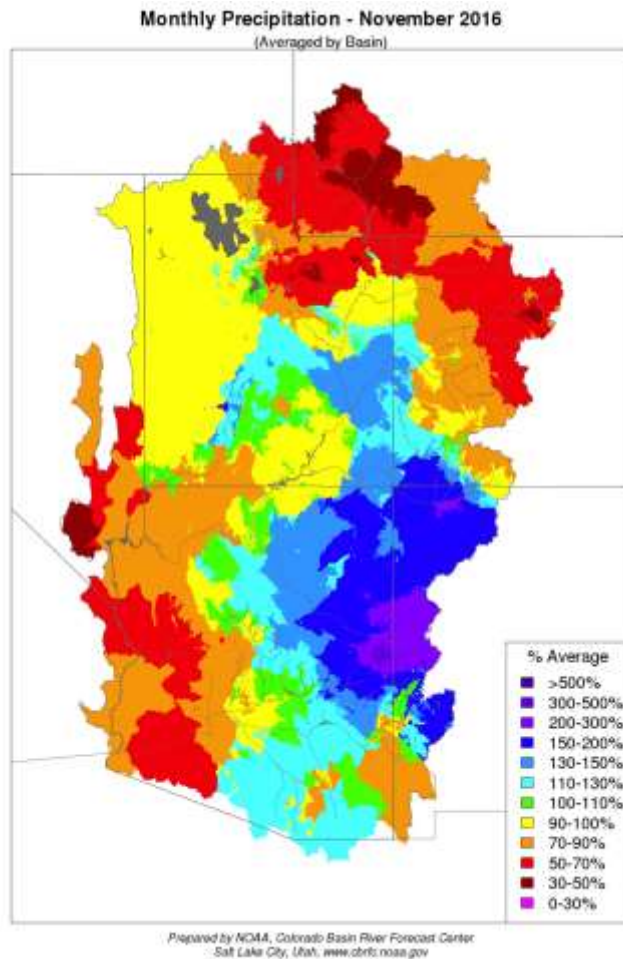 Monthly Precipitation - November 2016
(Averaged by Basin)
% Average
>500%
300-500%
200-300%
150-200%
130-150%
110-130%
100-110%
90-100%
70-90%
50-70%
30-50%
0-30%
Prepared by NOAA, Colorado Basin River Forecast Center
Salt Lake City, Utah, www.cbrfc.noaa.gov